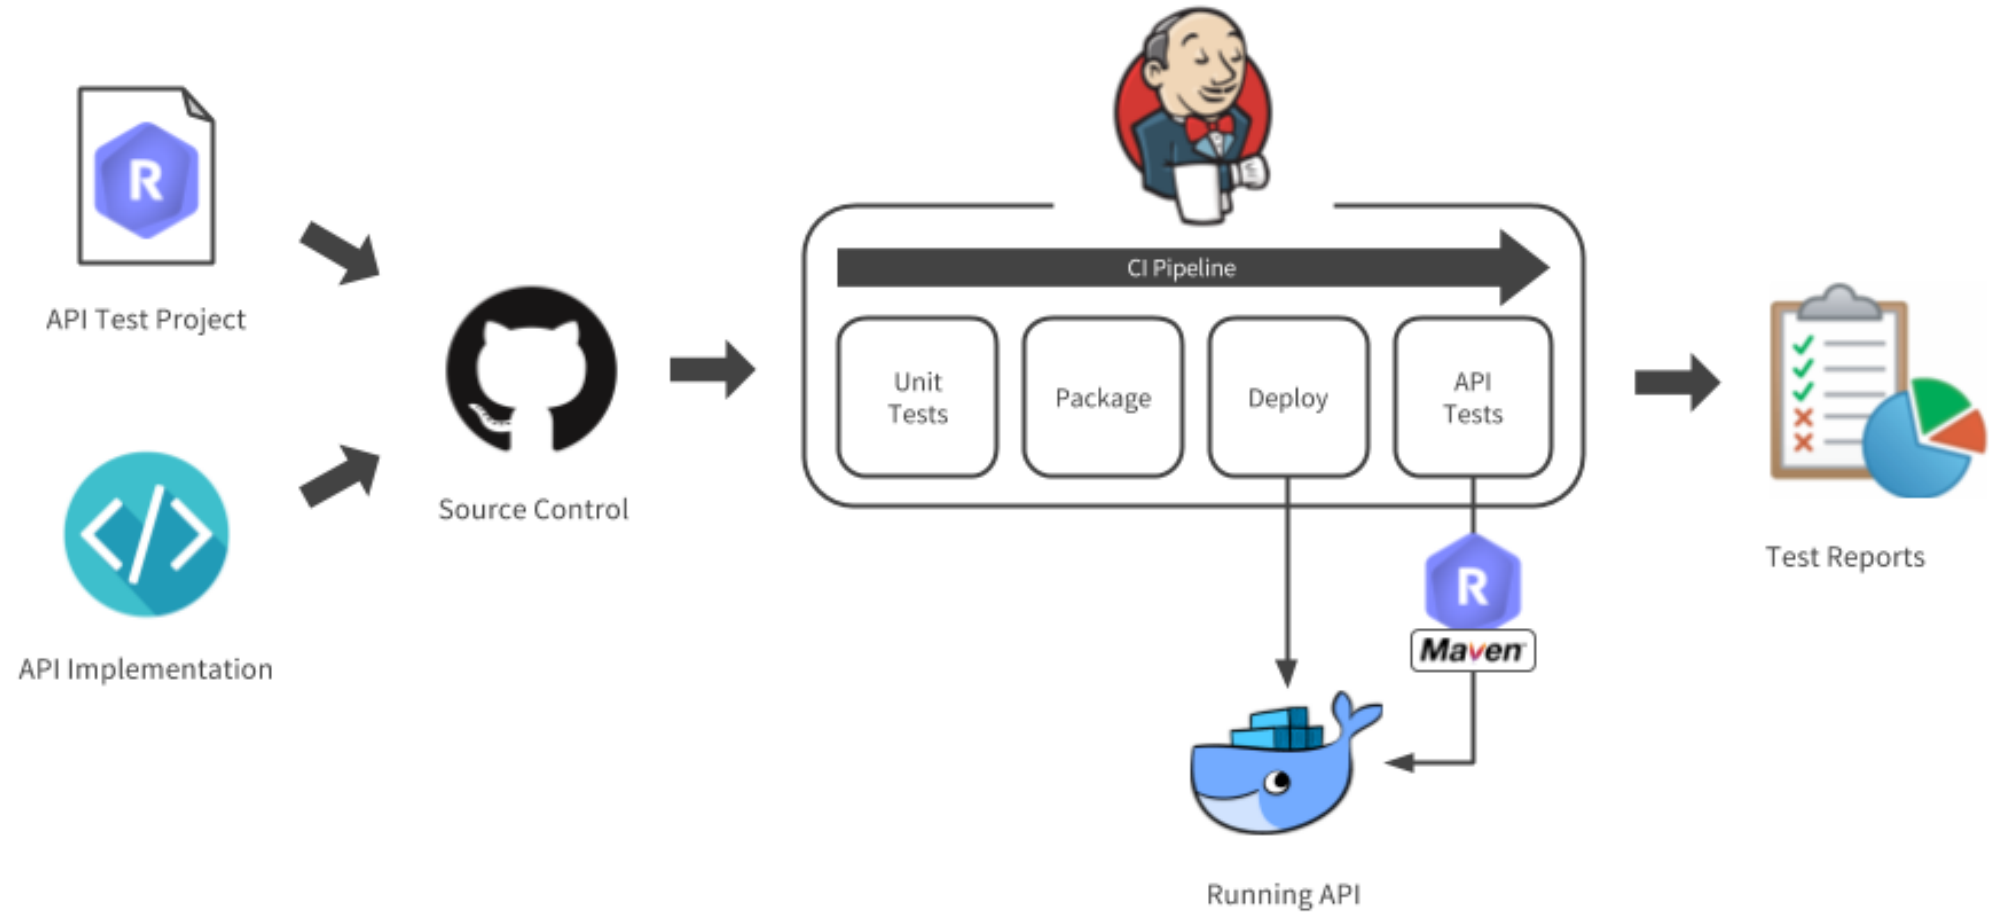 R
API Test Project
API Implementation
Source Control
CI Pipeline
Unit
Tests
Package
Deploy
API
Tests
R
Maven
Running API
Test Reports